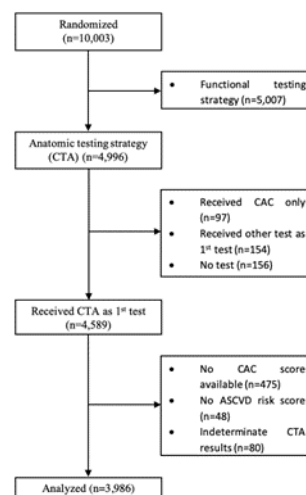 Randomized
(n=10,003)
• Functional testing
strategy (n=5,007)
Anatomic testing strategy
(CTA) (n=4,996)
• Received CAC only
(n=97)
• Received other test as
1st test (n=154)
• No test (n=156)
Received CTA as 1st test
(n=4,589)
• No CAC score
available (n=475)
• No ASCVD risk score
(n=48)
• Indeterminate CTA
results (n=80)
Analyzed (n=3,986)